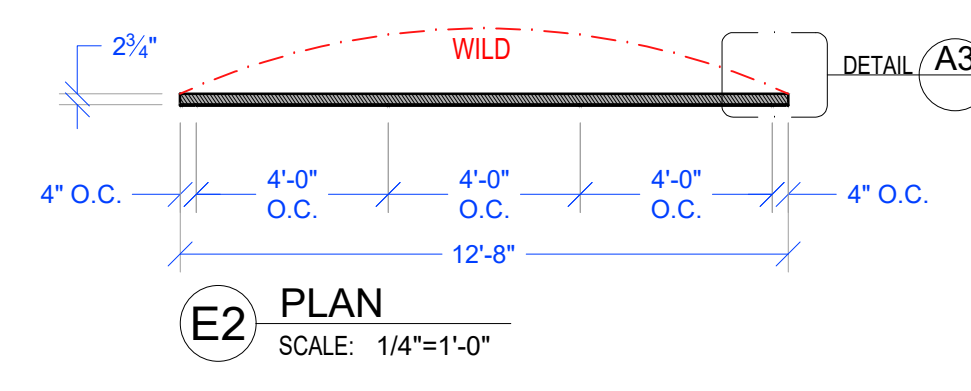 2¾"
WILD
DETAIL A3
4" O.C.
4'-0"
O.C.
4'-0"
O.C.
4'-0"
O.C.
4" O.C.
12'-8"
E2 PLAN
SCALE: 1/4"=1'-0"